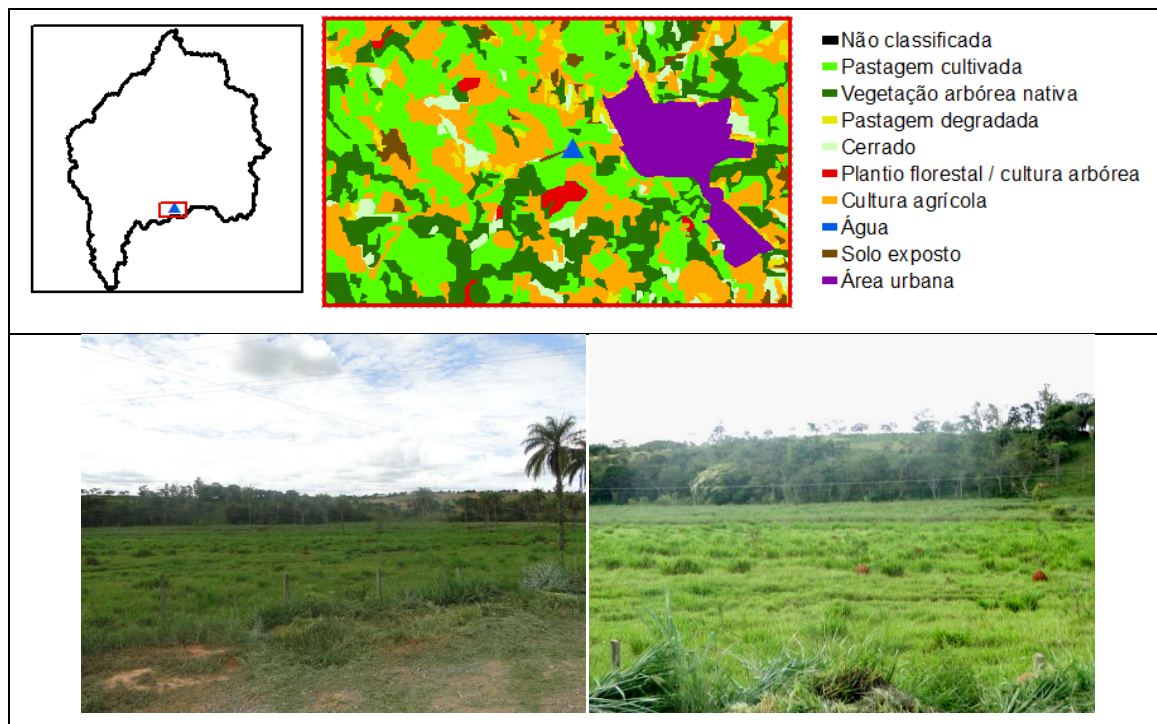 Não classificada
Pastagem cultivada
Vegetação arbórea nativa
Pastagem degradada
Cerrado
Plantio florestal / cultura arbórea
Cultura agrícola
Água
Solo exposto
Área urbana